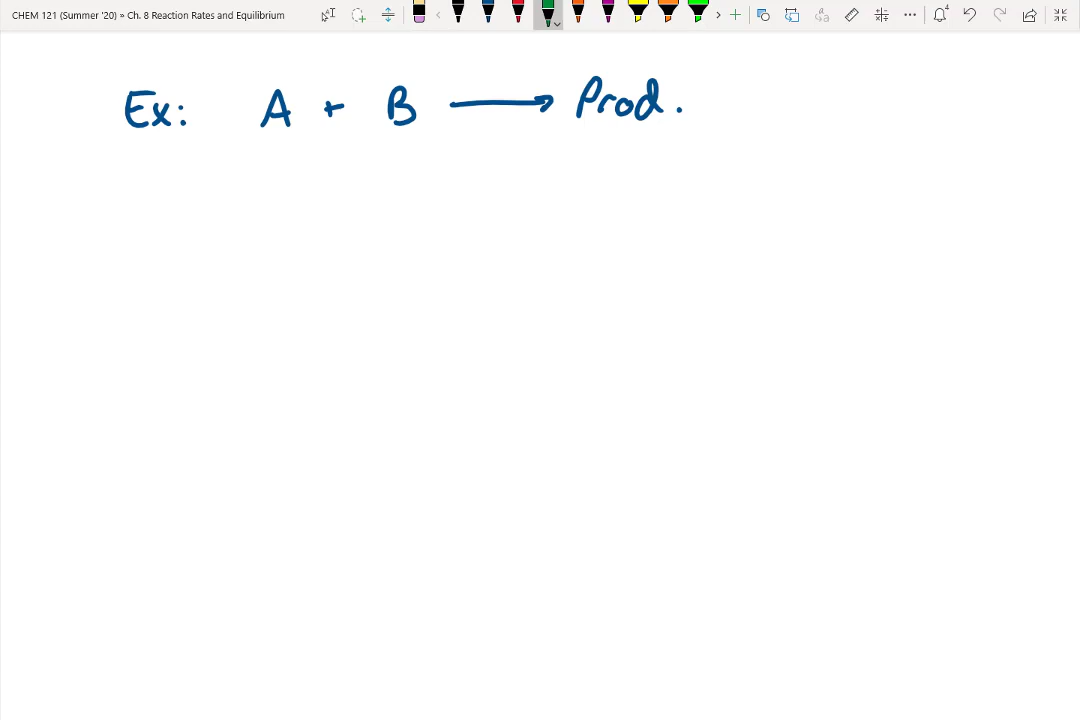 CHEM 121 (Summer '20) » Ch. 8 Reaction Rates and Equilibrium
Ex: A + B ⟶ Prod.